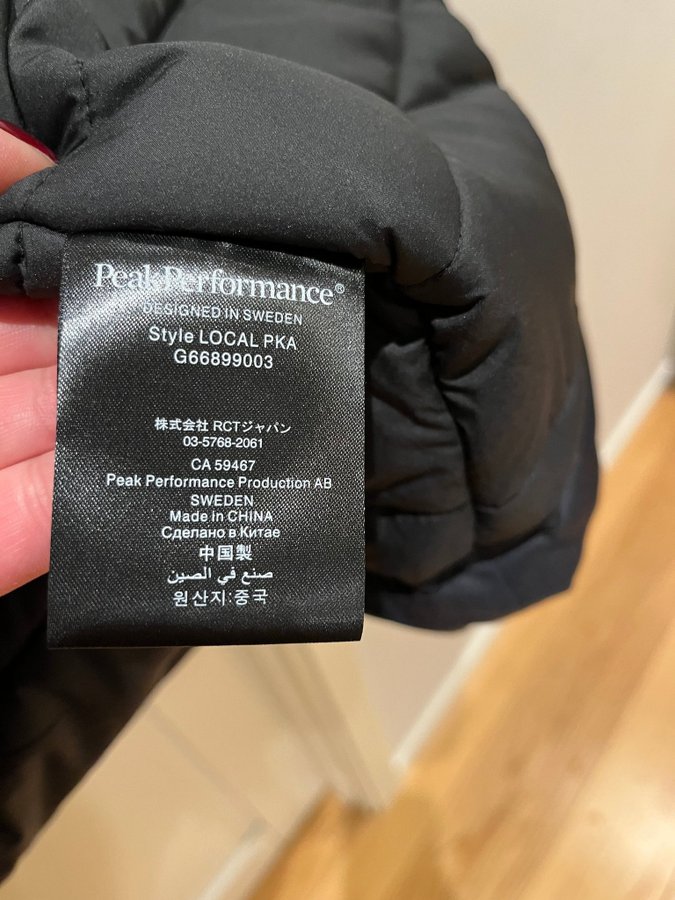 Peak Performance®
DESIGNED IN SWEDEN
Style LOCAL PKA
G66899003
株式会社 RCTジャパン
03-5768-2061
CA 59467
Peak Performance Production AB
SWEDEN
Made in CHINA
Сделано в Китае
中国製
صنع في الصين
원산지:중국